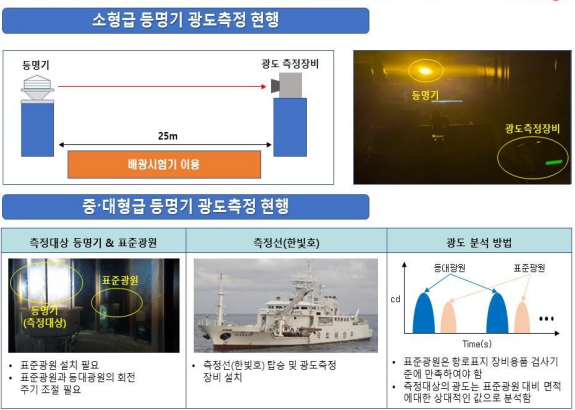 소형급 등명기 광도측정 현행
등명기
광도 측정장비
25m
배광시험기 이용
등명기
광도측정장비
중·대형급 등명기 광도측정 현행
측정대상 등명기 & 표준광원
측정선(한빛호)
광도 분석 방법
표준광원
등명기
(측정대상)
등대광원
표준광원
cd
Time(s)
•••
• 표준광원 설치 필요
• 표준광원과 등대광원의 회전
주기 조절 필요
• 측정선(한빛호) 탑승 및 광도측정
장비 설치
• 표준광원은 항로표지 장비용품 검사기
준에 만족하여야 함
• 측정대상의 광도는 표준광원 대비 면적
에대한 상대적인 값으로 분석함